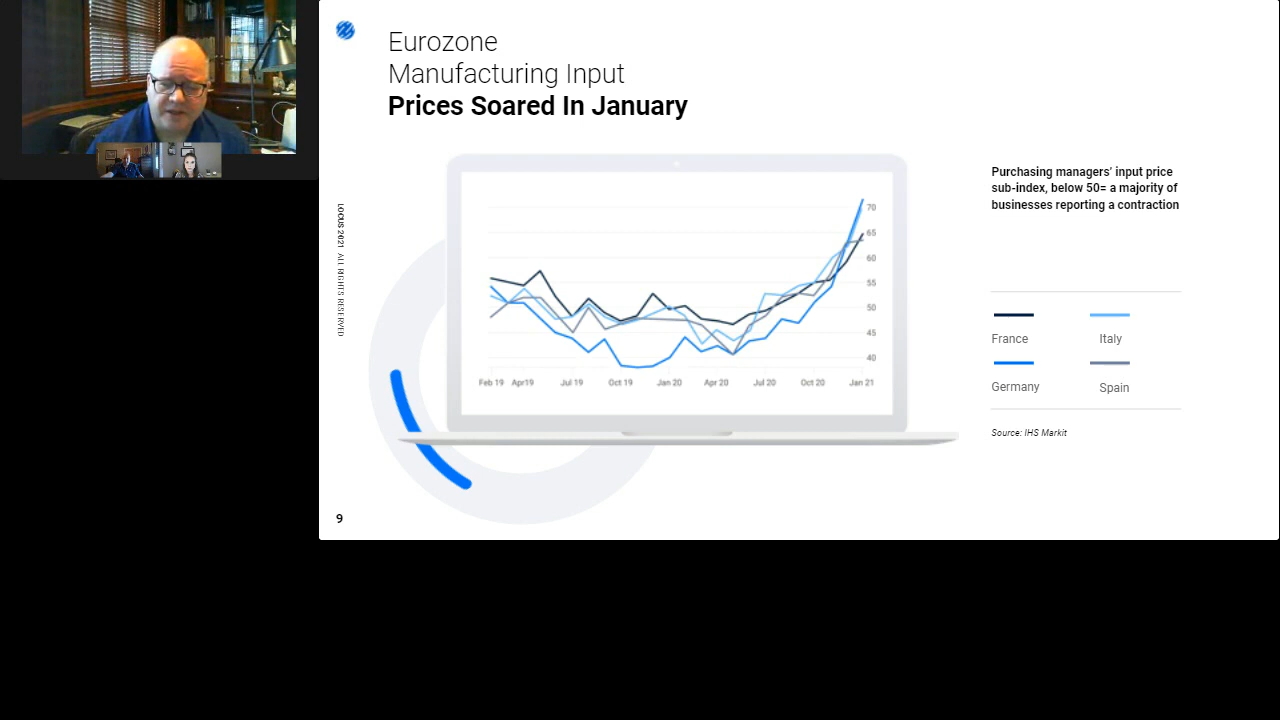 Eurozone
Manufacturing Input
Prices Soared In January
Purchasing managers' input price
sub-index, below 50= a majority of
businesses reporting a contraction
LOCUS 2021 ALL RIGHTS RESERVED
70
65
60
55
50
45
40
Feb 19 Apr19 Jul 19 Oct 19 Jan 20 Apr 20 Jul 20 Oct 20 Jan 21
France Italy
Germany Spain
Source: IHS Markit
9